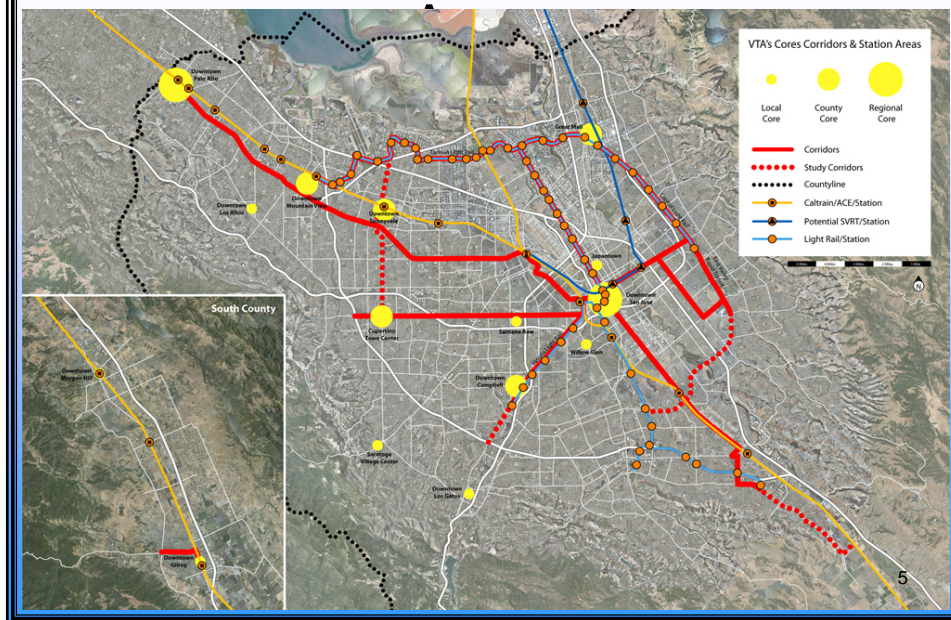 VTA's Cores Corridors & Station Areas
Local
Core
County
Core
Regional
Core
Corridors
Study Corridors
Countyline
Caltrain/ACE/Station
Potential SVRT/Station
Light Rail/Station
N
Downtown
Palo Alto
Great Mall
Tasman Light Rail
Downtown
Mountain View
Downtown
Los Altos
Downtown
Sunnyvale
Japantown
Downtown
San Jose
Cupertino
Town Center
Santana Row
Willow Glen
Downtown
Campbell
Saratoga
Village Center
Downtown
Los Gatos
South County
Downtown
Morgan Hill
Downtown
Gilroy
5